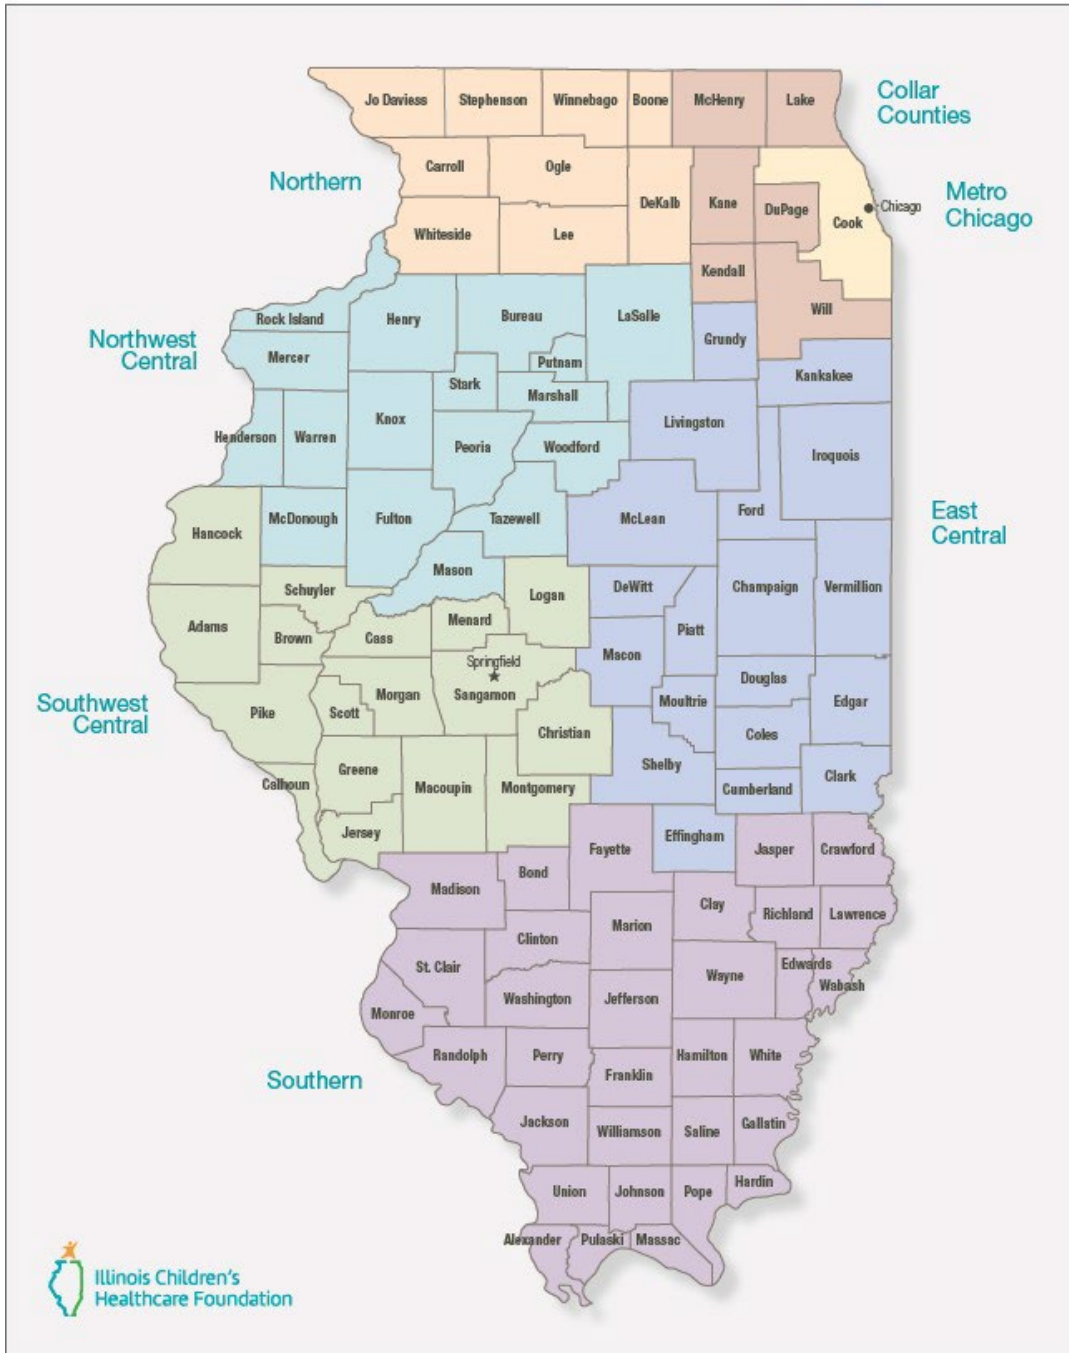 Jo Daviess Stephenson Winnebago Boone McHenry Lake
Collar
Counties
Carroll Ogle
Northern
DeKalb Kane DuPage Cook Chicago
Metro
Chicago
Whiteside Lee
Kendall
Rock Island Henry Bureau LaSalle Will
Northwest
Central
Mercer Putnam Grundy
Stark Marshall Kankakee
Henderson Warren Knox Peoria Woodford Livingston Iroquois
Hancock McDonough Fulton Tazewell McLean Ford
East
Central
Mason
Schuyler Logan DeWitt Champaign Vermillion
Adams Brown Cass Menard Piatt
Springfield Macon
Southwest
Central
Pike Scott Morgan Sangamon Christian Moultrie Douglas Edgar
Coles
Calhoun Greene Macoupin Montgomery Shelby Cumberland Clark
Jersey Effingham
Fayette Jasper Crawford
Madison Bond
Clay Richland Lawrence
Clinton Marion
St. Clair Wayne Edwards
Wabash
Monroe Washington Jefferson
Randolph Perry Franklin Hamilton White
Southern
Jackson Williamson Saline Gallatin
Union Johnson Pope Hardin
Alexander Pulaski Massac
Illinois Children's
Healthcare Foundation